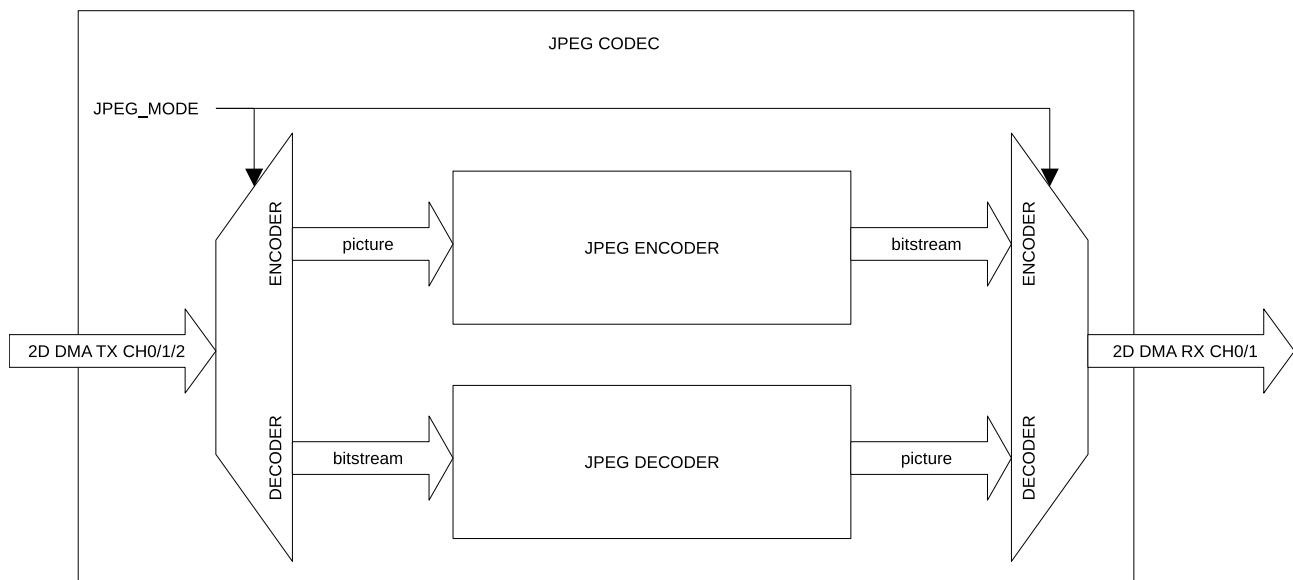 JPEG CODEC
JPEG_MODE
ENCODER
picture
JPEG ENCODER
bitstream
ENCODER
2D DMA TX CH0/1/2
2D DMA RX CH0/1
DECODER
bitstream
JPEG DECODER
picture
DECODER